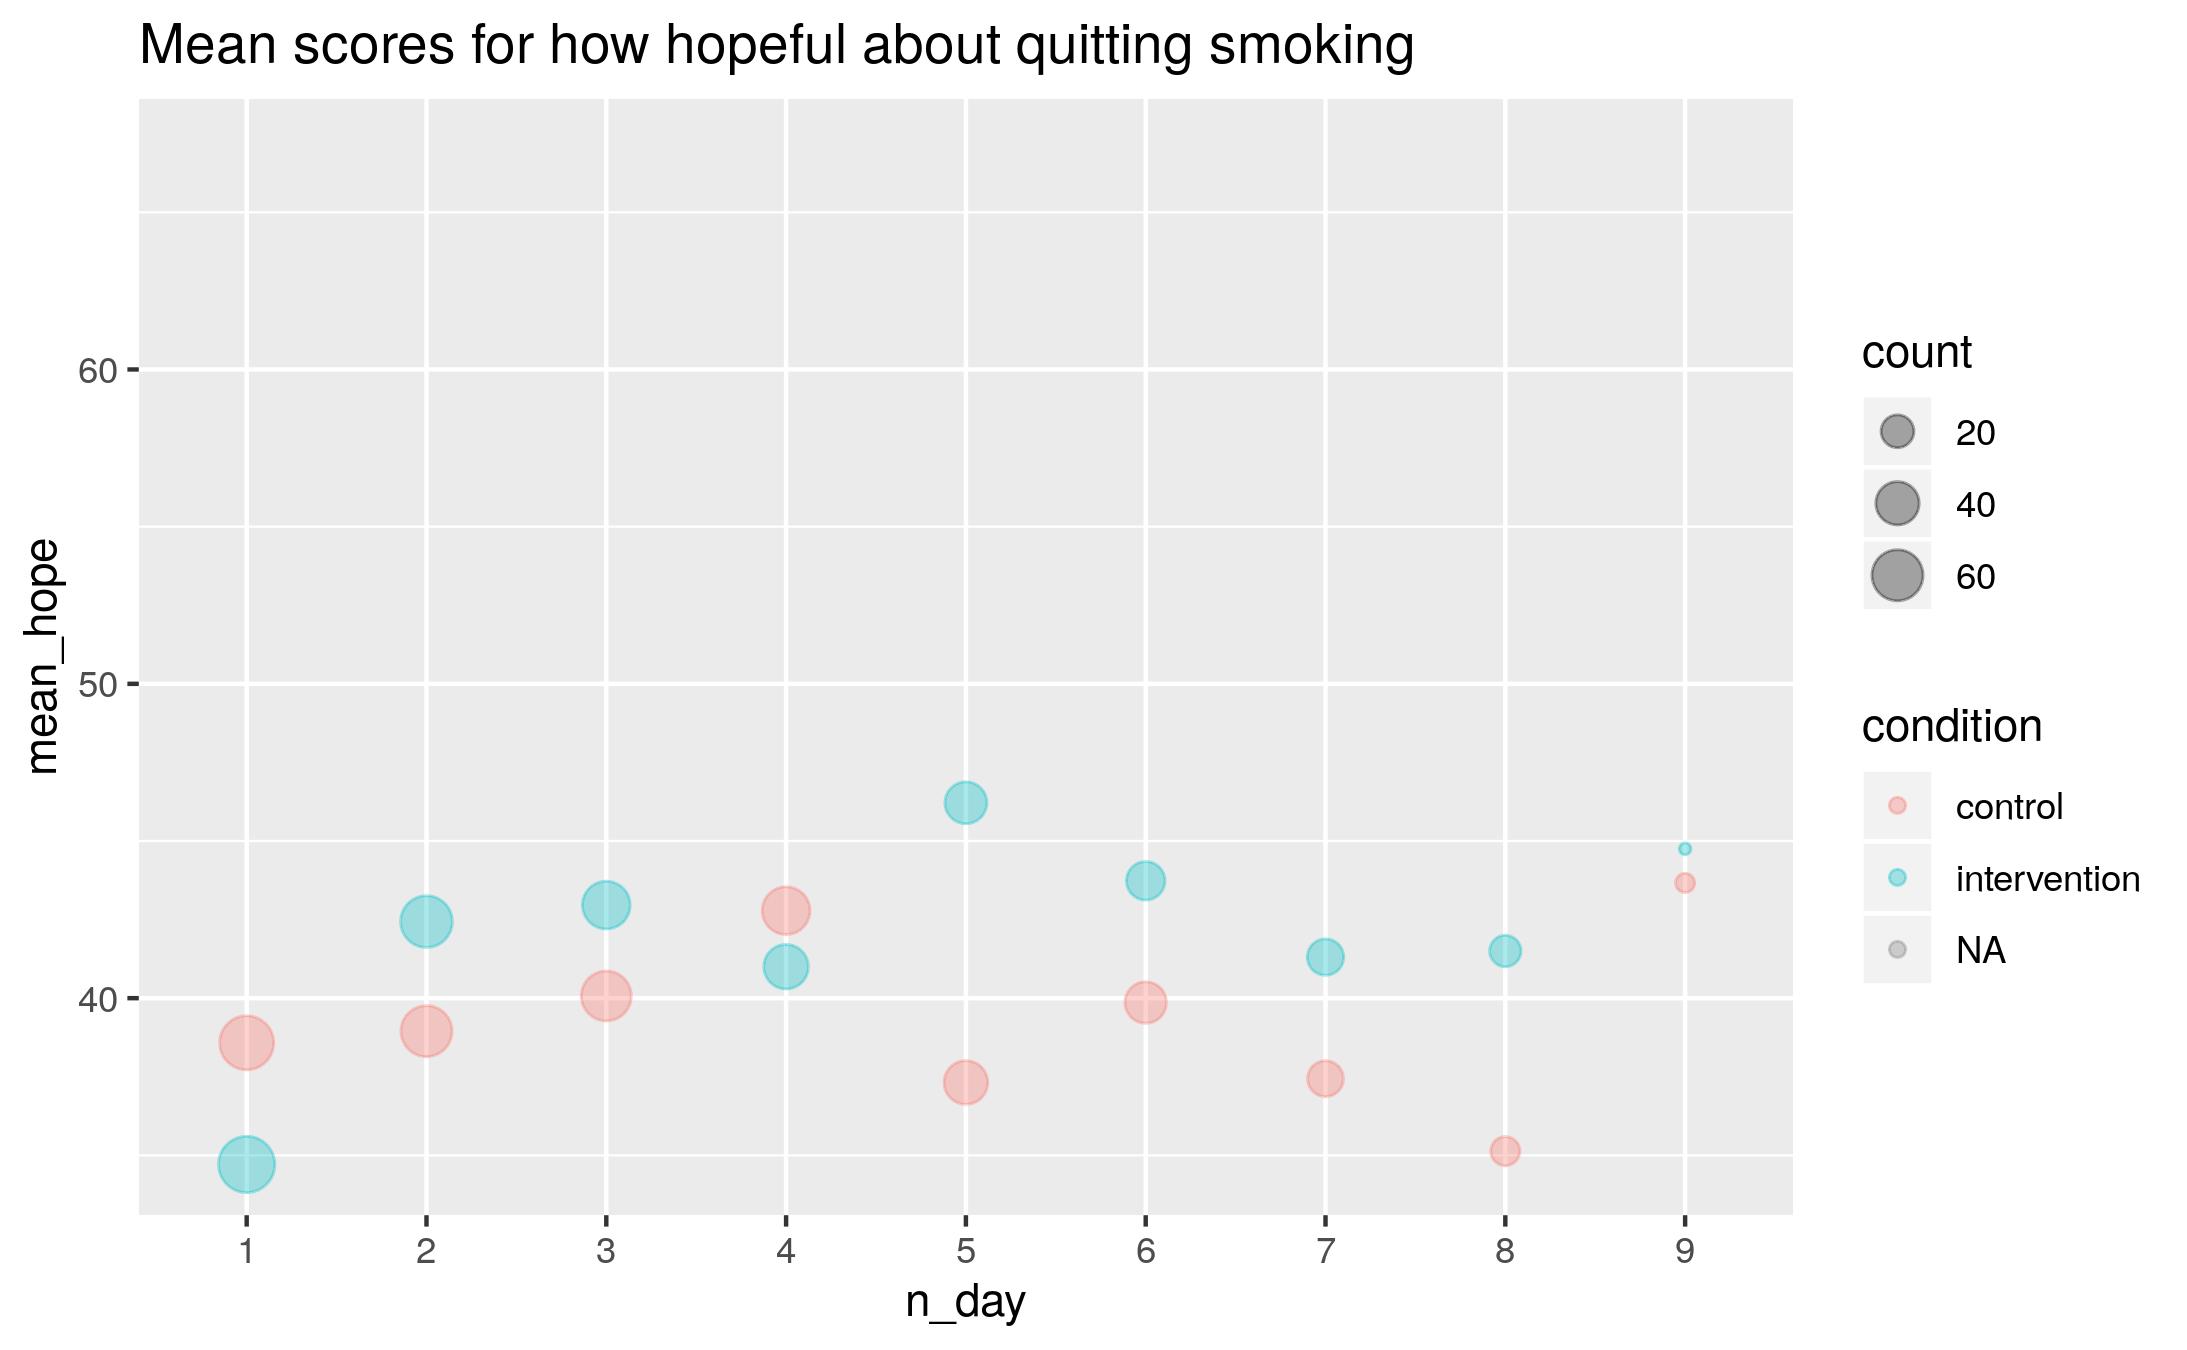 Mean scores for how hopeful about quitting smoking
mean_hope
60
50
40
1 2 3 4 5 6 7 8 9
n_day
count
20
40
60
condition
control
intervention
NA